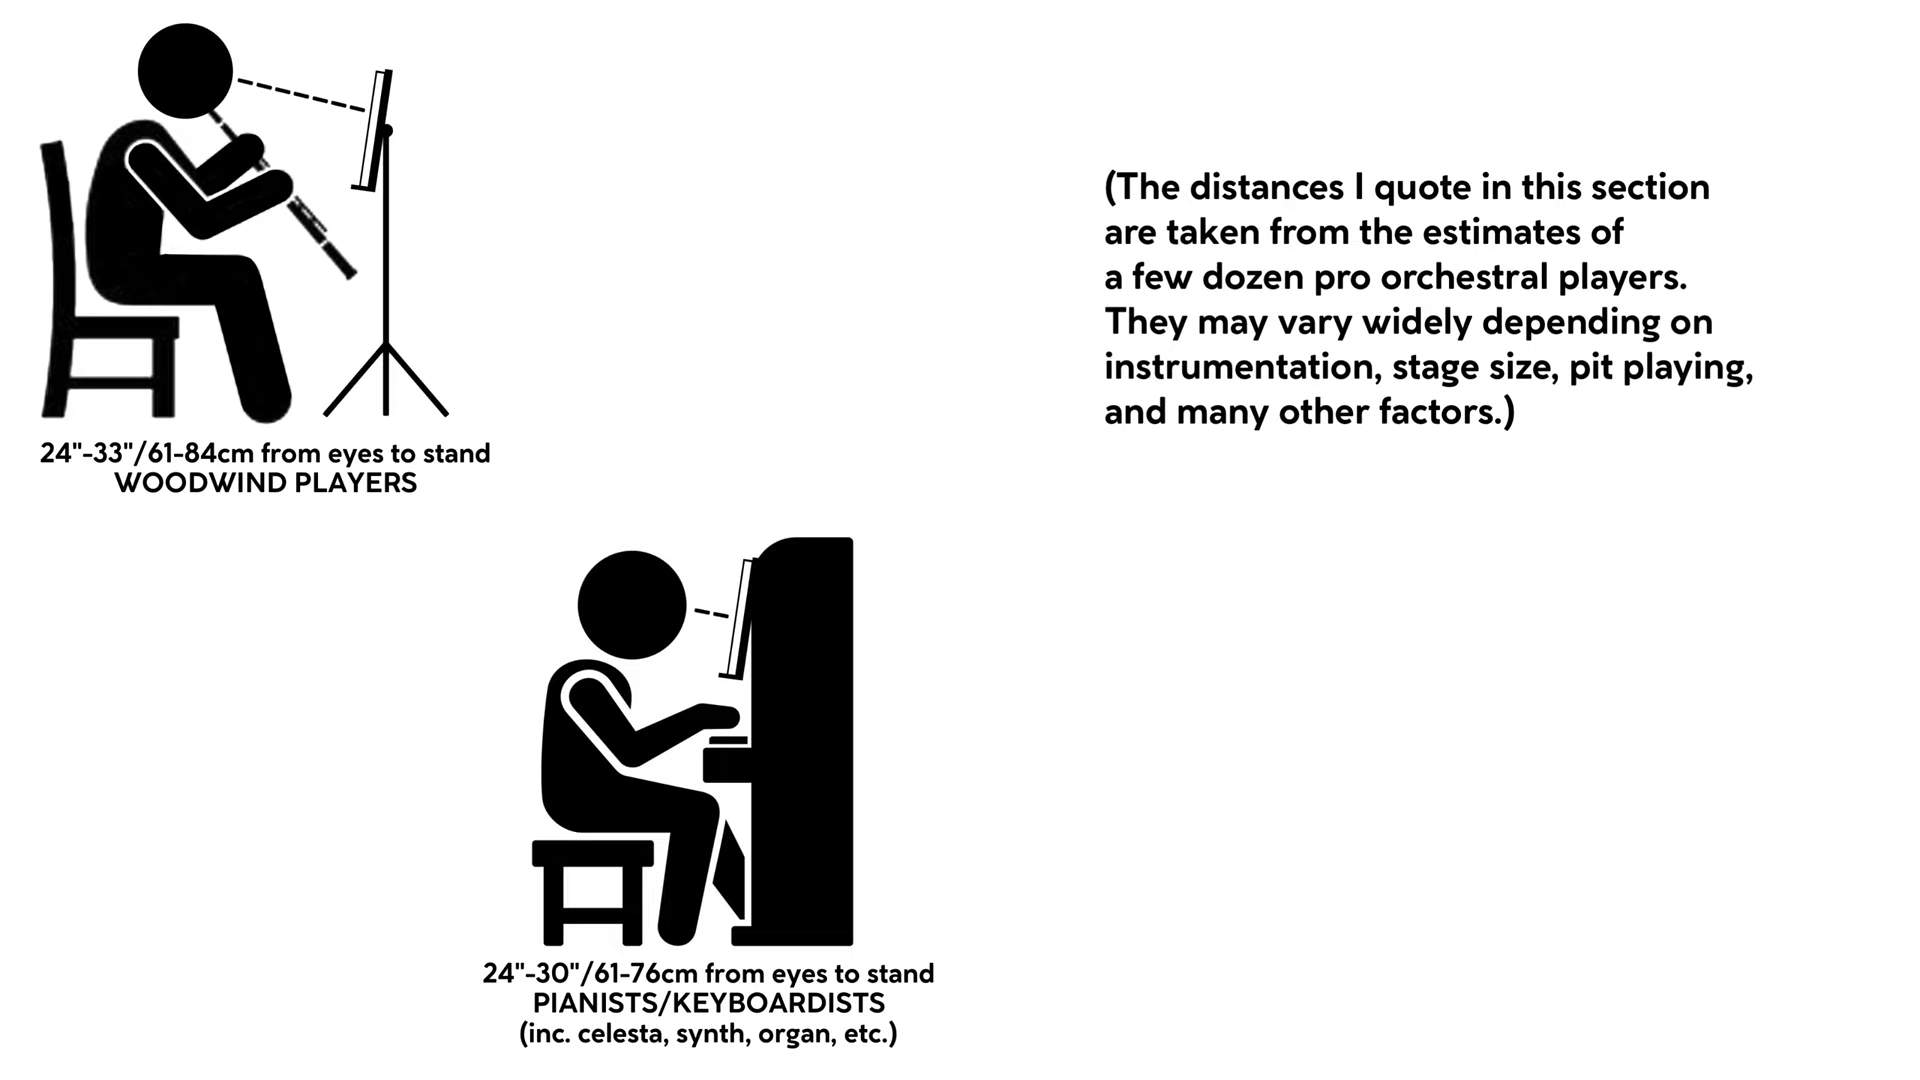 (The distances I quote in this section
are taken from the estimates of
a few dozen pro orchestral players.
They may vary widely depending on
instrumentation, stage size, pit playing,
and many other factors.)
24"-33"/61-84cm from eyes to stand
WOODWIND PLAYERS
24"-30"/61-76cm from eyes to stand
PIANISTS/KEYBOARDISTS
(inc. celesta, synth, organ, etc.)